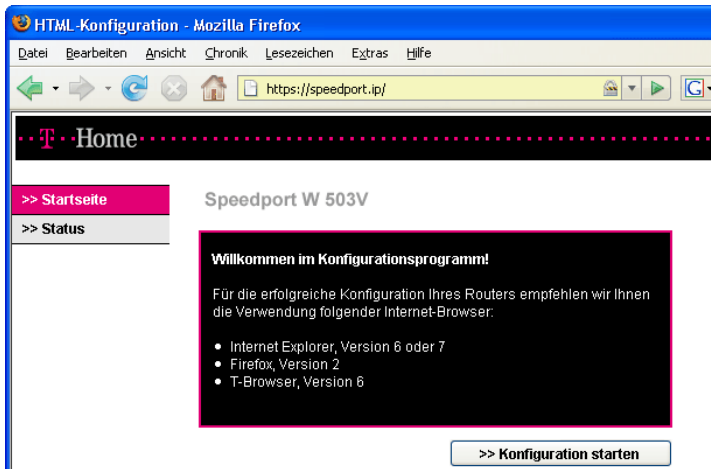 HTML-Konfiguration - Mozilla Firefox
Datei Bearbeiten Ansicht Chronik Lesezeichen Extras Hilfe
https://speedport.ip/
G
T Home
>> Startseite
>> Status
Speedport W 503V
Willkommen im Konfigurationsprogramm!
Für die erfolgreiche Konfiguration Ihres Routers empfehlen wir Ihnen
die Verwendung folgender Internet-Browser:
Internet Explorer, Version 6 oder 7
Firefox, Version 2
T-Browser, Version 6
>> Konfiguration starten